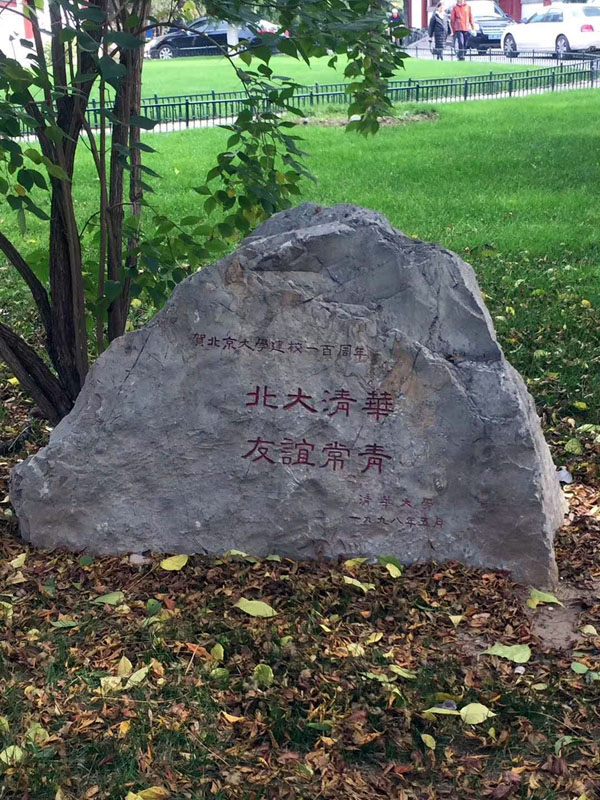 賀北京大學建校一百周年
北大清華
友誼常青
清华大學
一九九八年五月